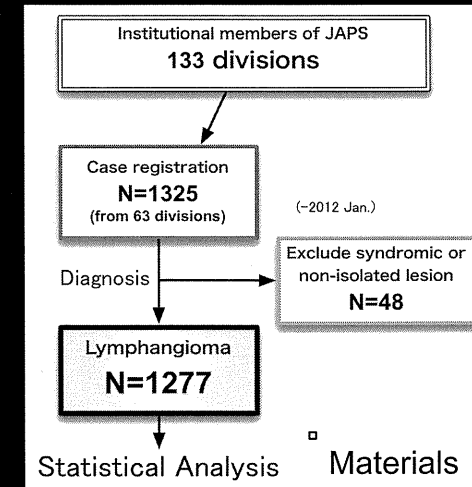 Institutional members of JAPS
133 divisions
Case registration
N=1325
(from 63 divisions)
(-2012 Jan.)
Diagnosis
Exclude syndromic or
non-isolated lesion
N=48
Lymphangioma
N=1277
Statistical Analysis
Materials